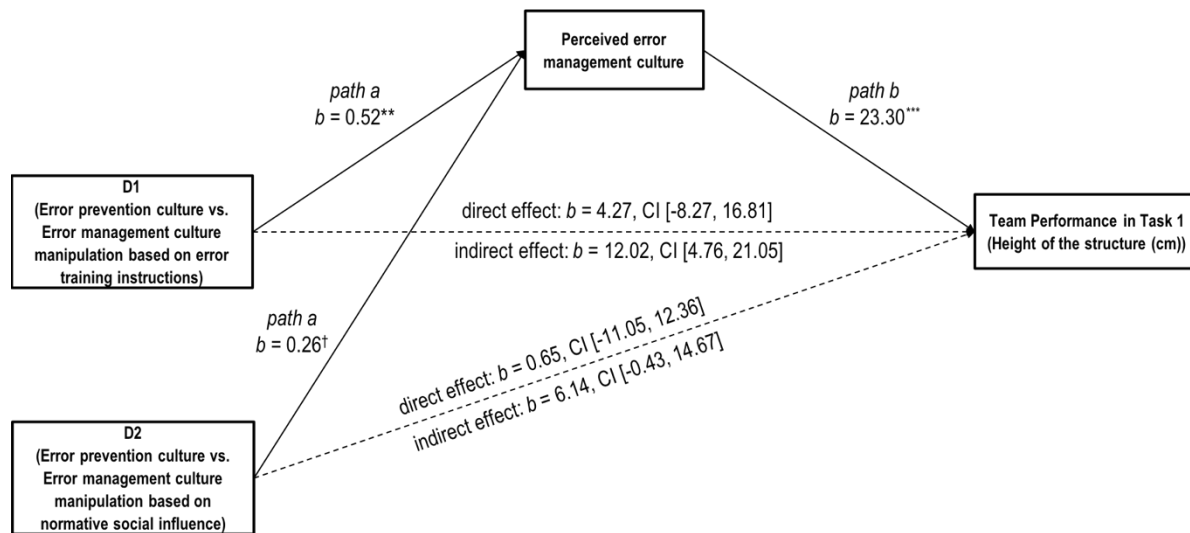 Perceived error
management culture
path a
b = 0.52**
path b
b = 23.30***
D1
(Error prevention culture vs.
Error management culture
manipulation based on error
training instructions)
direct effect: b = 4.27, CI [-8.27, 16.81]
indirect effect: b = 12.02, CI [4.76, 21.05]
Team Performance in Task 1
(Height of the structure (cm))
path a
b = 0.26†
direct effect: b = 0.65, CI [-11.05, 12.36]
indirect effect: b = 6.14, CI [-0.43, 14.67]
D2
(Error prevention culture vs.
Error management culture
manipulation based on
normative social influence)